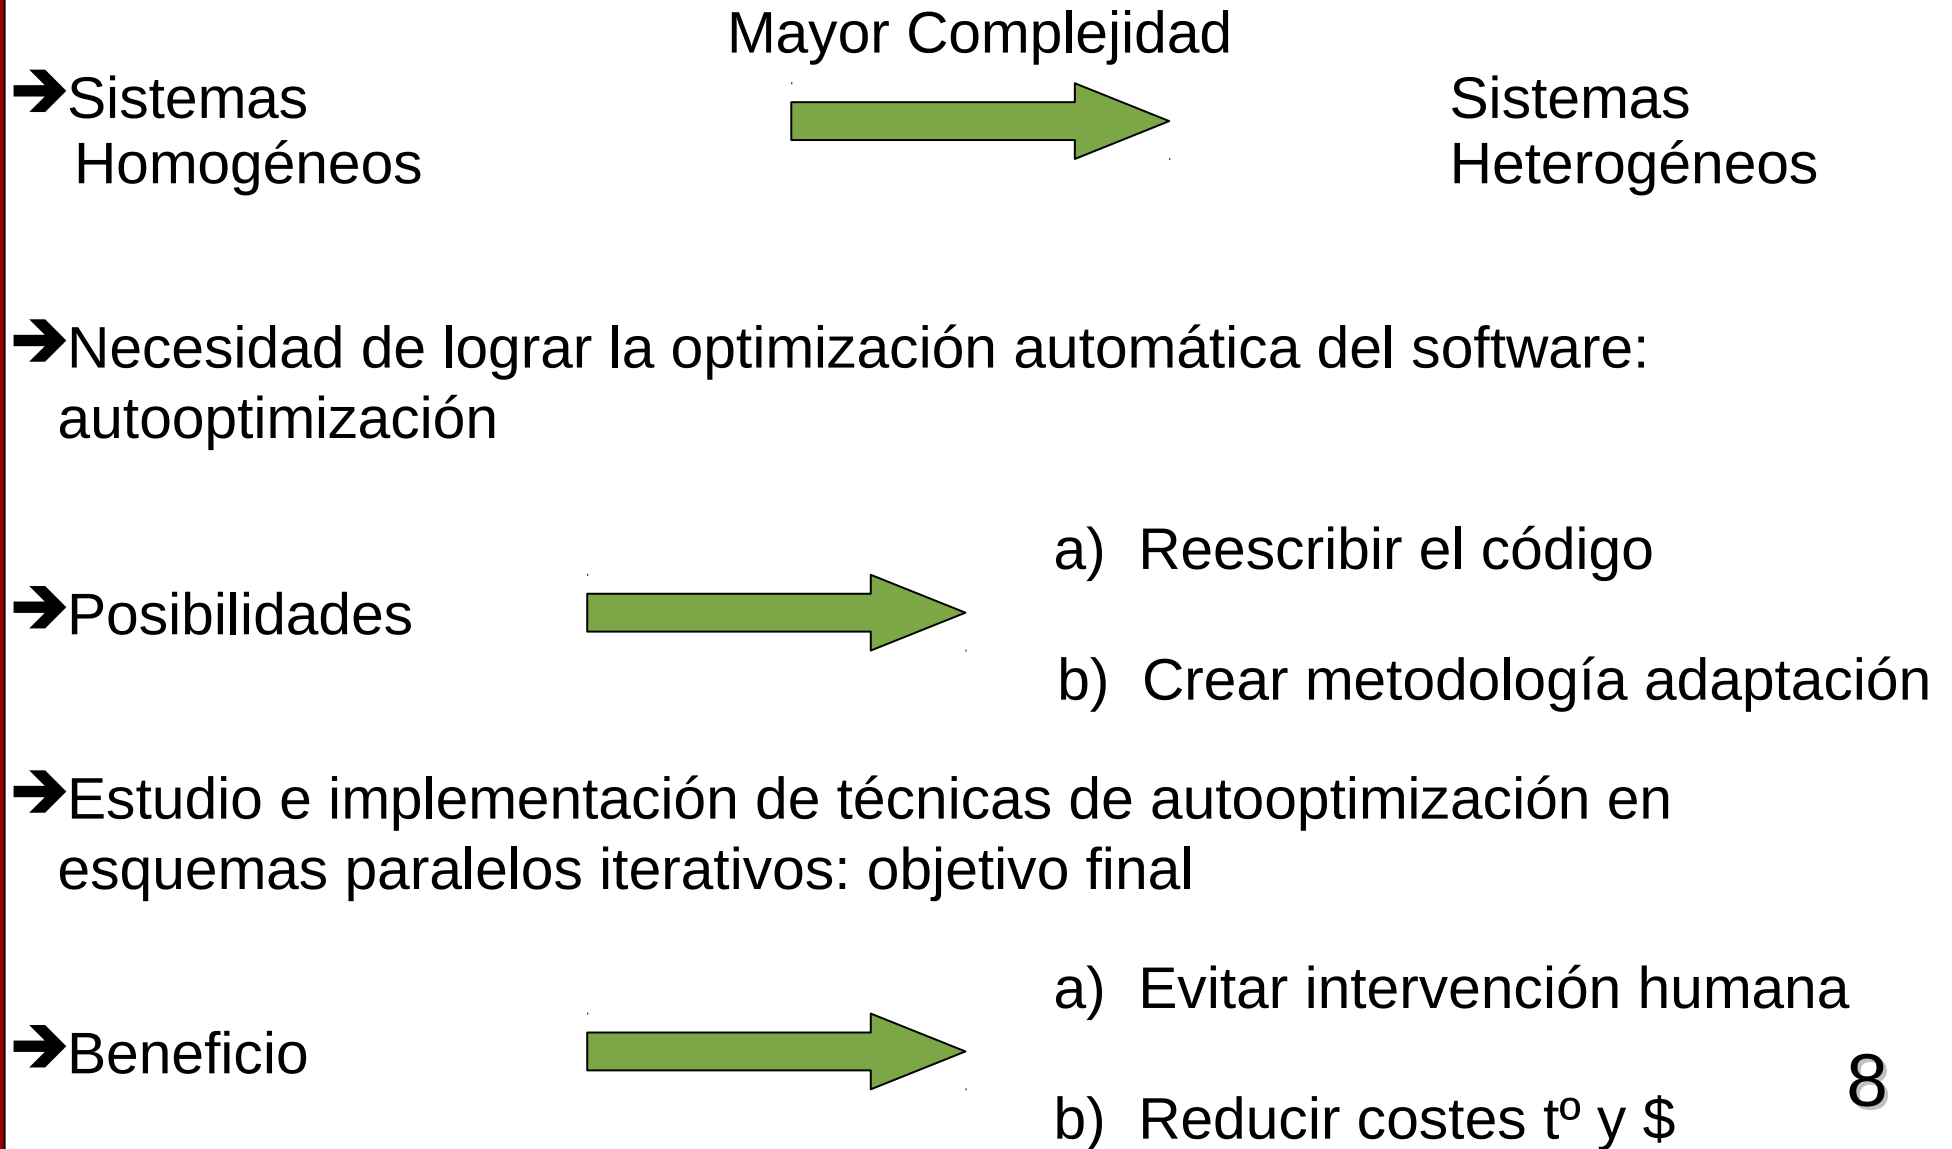 Mayor Complejidad
➔Sistemas
Homogéneos
Sistemas
Heterogéneos
➔Necesidad de lograr la optimización automática del software:
autooptimización
a) Reescribir el código
➔Posibilidades
b) Crear metodología adaptación
➔Estudio e implementación de técnicas de autooptimización en
esquemas paralelos iterativos: objetivo final
a) Evitar intervención humana
➔Beneficio
b) Reducir costes tº y $
8